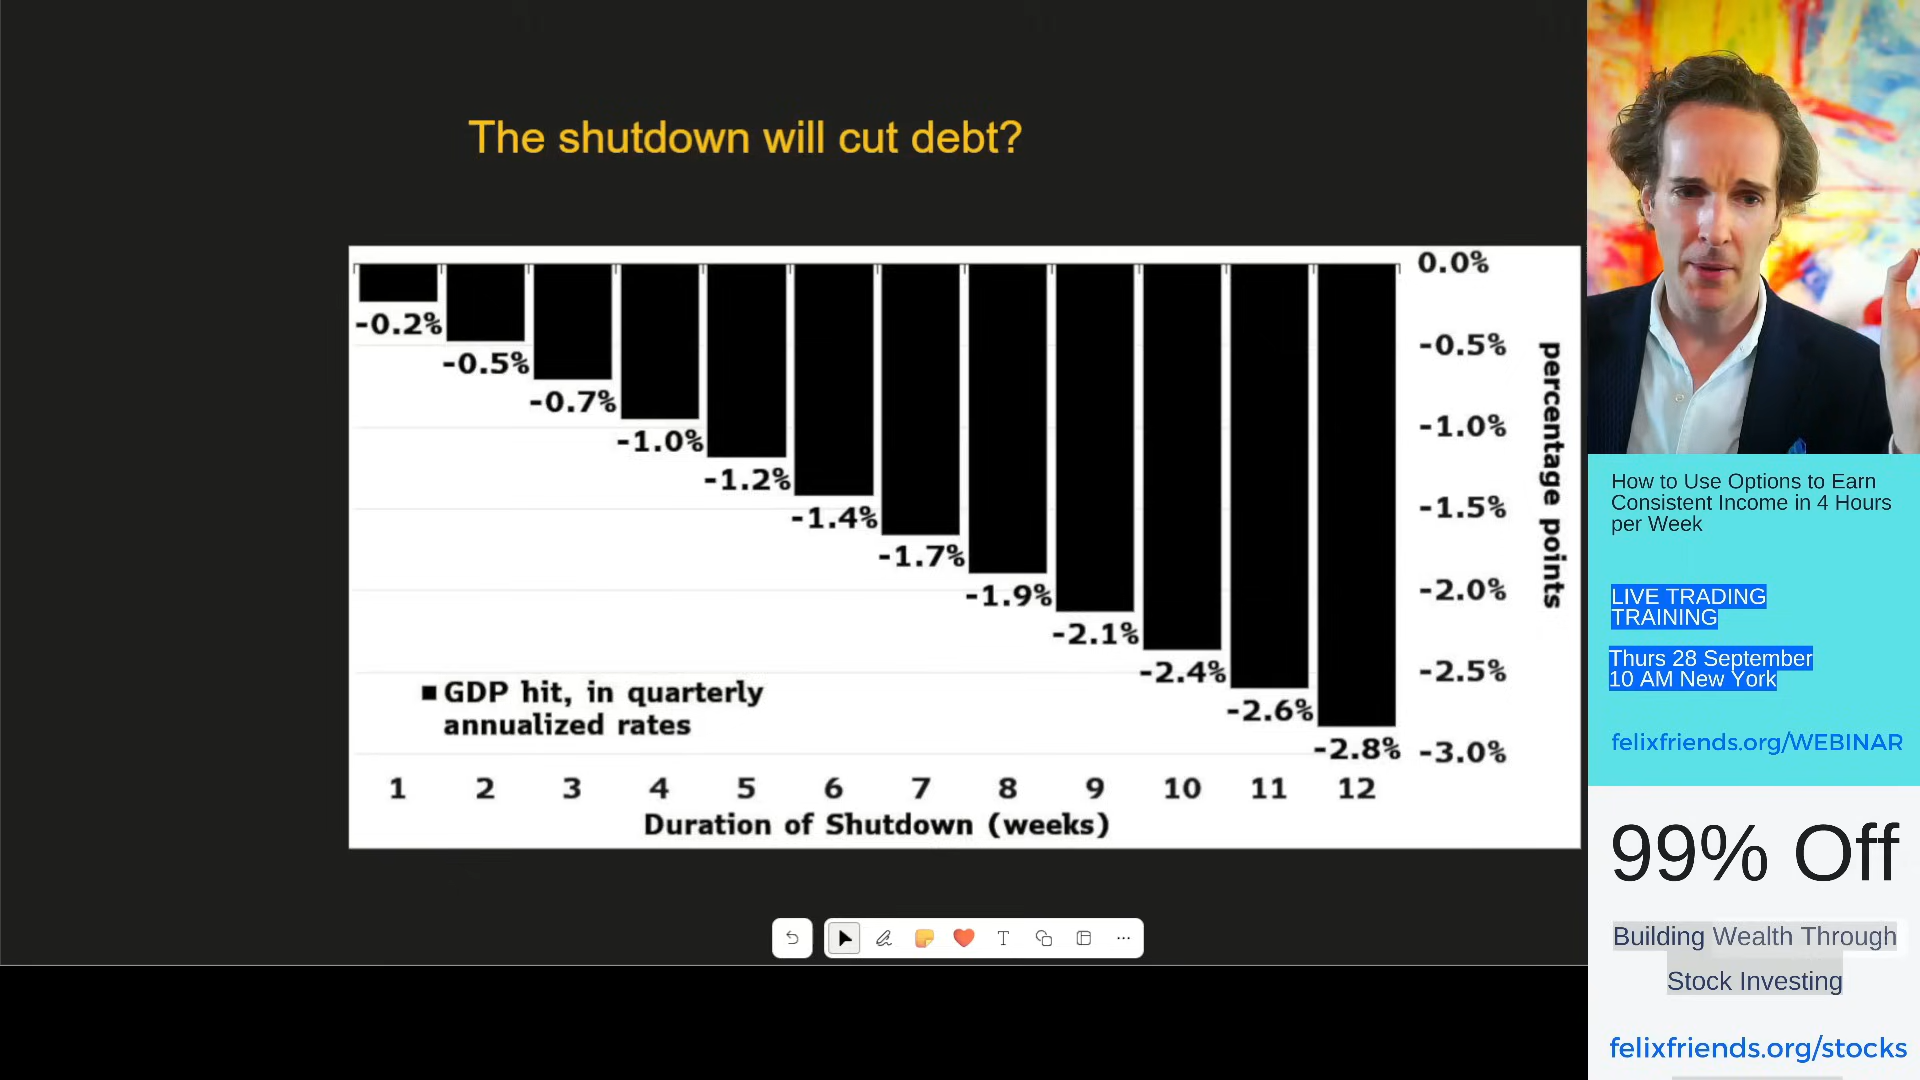 The shutdown will cut debt?
0.0%
-0.2%
-0.5%
-0.5%
-0.7%
-1.0%
-1.0%
-1.2%
-1.4%
-1.5%
-1.7%
-1.9%
-2.0%
-2.1%
-2.4%
-2.5%
-2.6%
-2.8%
-3.0%
percentage points
GDP hit, in quarterly
annualized rates
1 2 3 4 5 6 7 8 9 10 11 12
Duration of Shutdown (weeks)
T
How to Use Options to Earn
Consistent Income in 4 Hours
per Week
LIVE TRADING
TRAINING
Thurs 28 September
10 AM New York
felixfriends.org/WEBINAR
99% Off
Building Wealth Through
Stock Investing
felixfriends.org/stocks